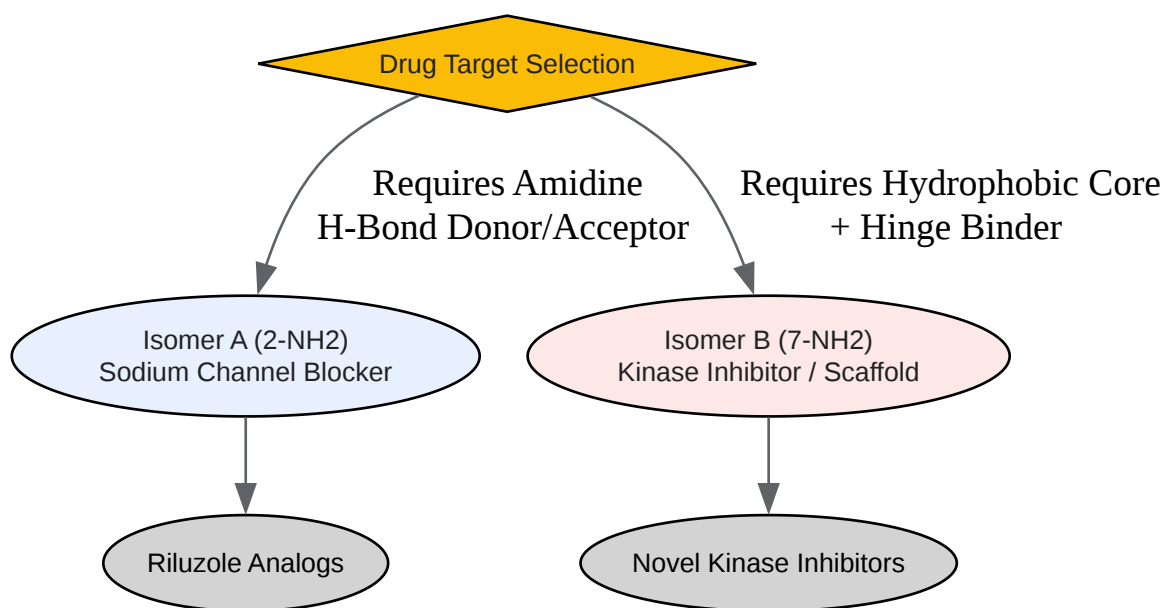 Drug Target Selection
Requires Amidine
H-Bond Donor/Acceptor
Requires Hydrophobic Core
+ Hinge Binder
Isomer A (2-NH2)
Sodium Channel Blocker
Isomer B (7-NH2)
Kinase Inhibitor / Scaffold
Riluzole Analogs
Novel Kinase Inhibitors